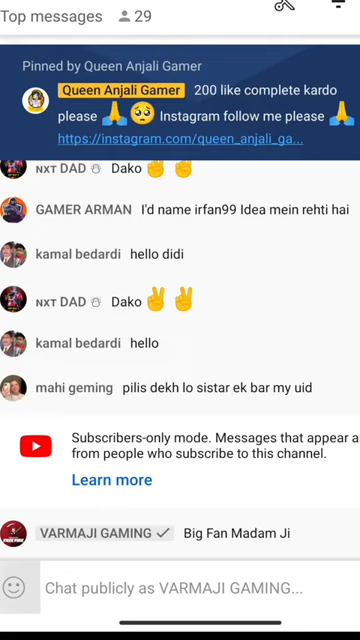 Top messages 29
Pinned by Queen Anjali Gamer
Queen Anjali Gamer 200 like complete kardo
please 🙏🥺 Instagram follow me please 🙏
https://instagram.com/queen_anjali_ga...
NXT DAD ☃ Dako ✌✌
GAMER ARMAN I'd name irfan99 Idea mein rehti hai
kamal bedardi hello didi
NXT DAD ☃ Dako ✌✌
kamal bedardi hello
mahi geming pilis dekh lo sistar ek bar my uid
Subscribers-only mode. Messages that appear a
from people who subscribe to this channel.
Learn more
VARMAJI GAMING ✓ Big Fan Madam Ji
Chat publicly as VARMAJI GAMING...